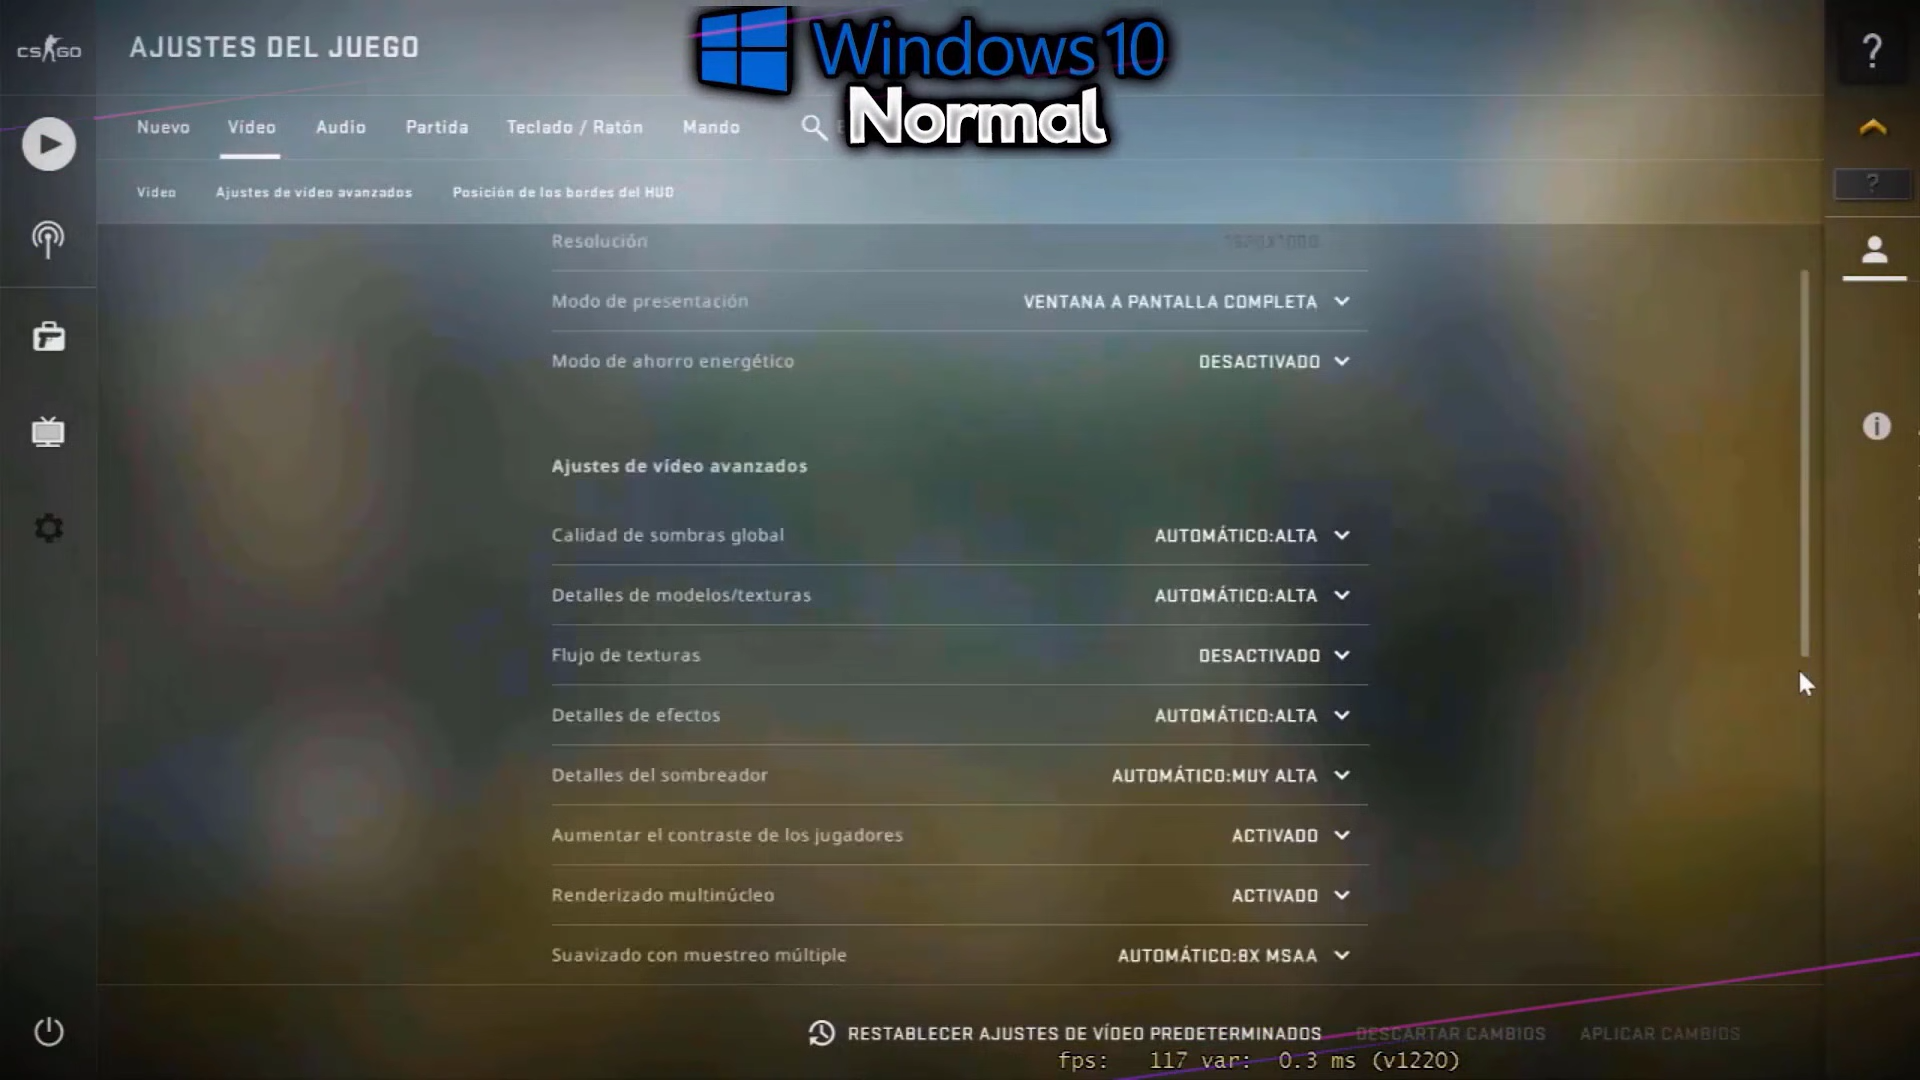 CS GO
AJUSTES DEL JUEGO
Windows 10
Normal
?
Nuevo
Vídeo
Audio
Partida
Teclado / Ratón
Mando
?
Vídeo
Ajustes de vídeo avanzados
Posición de los bordes del HUD
Resolución
Modo de presentación
VENTANA A PANTALLA COMPLETA
Modo de ahorro energético
DESACTIVADO
Ajustes de vídeo avanzados
Calidad de sombras global
AUTOMÁTICO:ALTA
Detalles de modelos/texturas
AUTOMÁTICO:ALTA
Flujo de texturas
DESACTIVADO
Detalles de efectos
AUTOMÁTICO:ALTA
Detalles del sombreador
AUTOMÁTICO:MUY ALTA
Aumentar el contraste de los jugadores
ACTIVADO
Renderizado multinúcleo
ACTIVADO
Suavizado con muestreo múltiple
AUTOMÁTICO:8X MSAA
RESTABLECER AJUSTES DE VÍDEO PREDETERMINADOS
DESCARTAR CAMBIOS
APLICAR CAMBIOS
fps: 117 var: 0.3 ms (v1220)